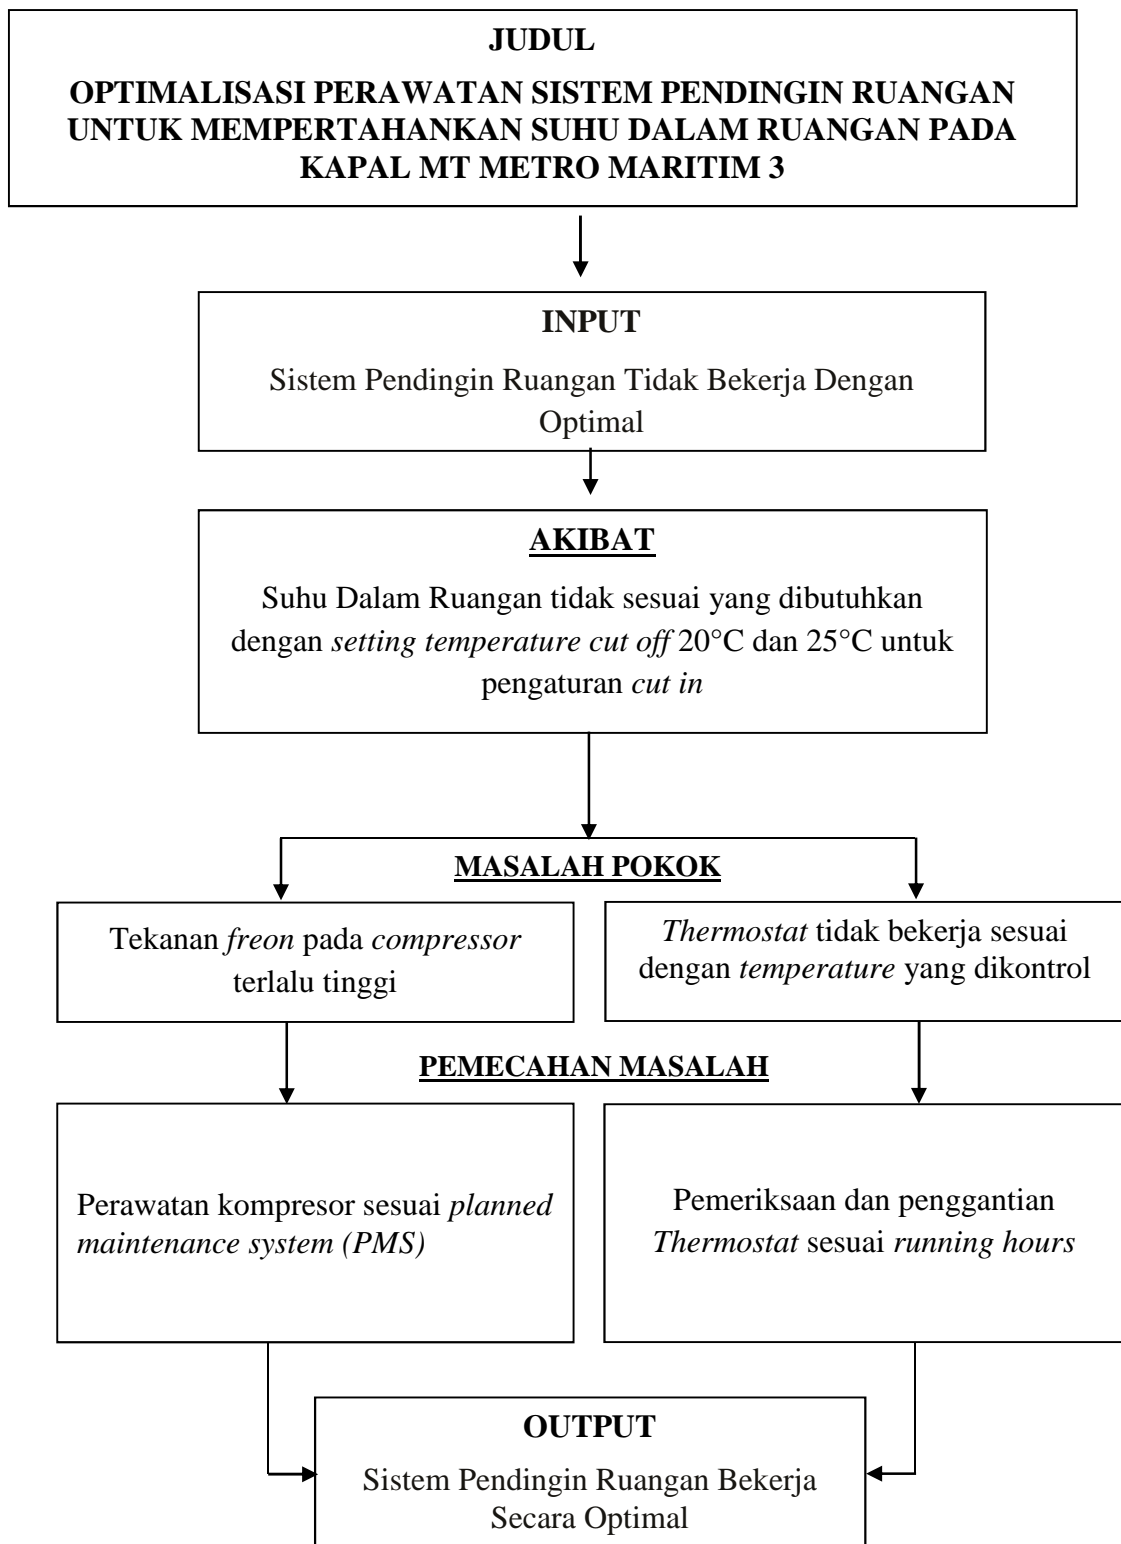 JUDUL
OPTIMALISASI PERAWATAN SISTEM PENDINGIN RUANGAN
UNTUK MEMPERTAHANKAN SUHU DALAM RUANGAN PADA
KAPAL MT METRO MARITIM 3
INPUT
Sistem Pendingin Ruangan Tidak Bekerja Dengan
Optimal
AKIBAT
Suhu Dalam Ruangan tidak sesuai yang dibutuhkan
dengan setting temperature cut off 20°C dan 25°C untuk
pengaturan cut in
MASALAH POKOK
Tekanan freon pada compressor
terlalu tinggi
Thermostat tidak bekerja sesuai
dengan temperature yang dikontrol
PEMECAHAN MASALAH
Perawatan kompresor sesuai planned
maintenance system (PMS)
Pemeriksaan dan penggantian
Thermostat sesuai running hours
OUTPUT
Sistem Pendingin Ruangan Bekerja
Secara Optimal